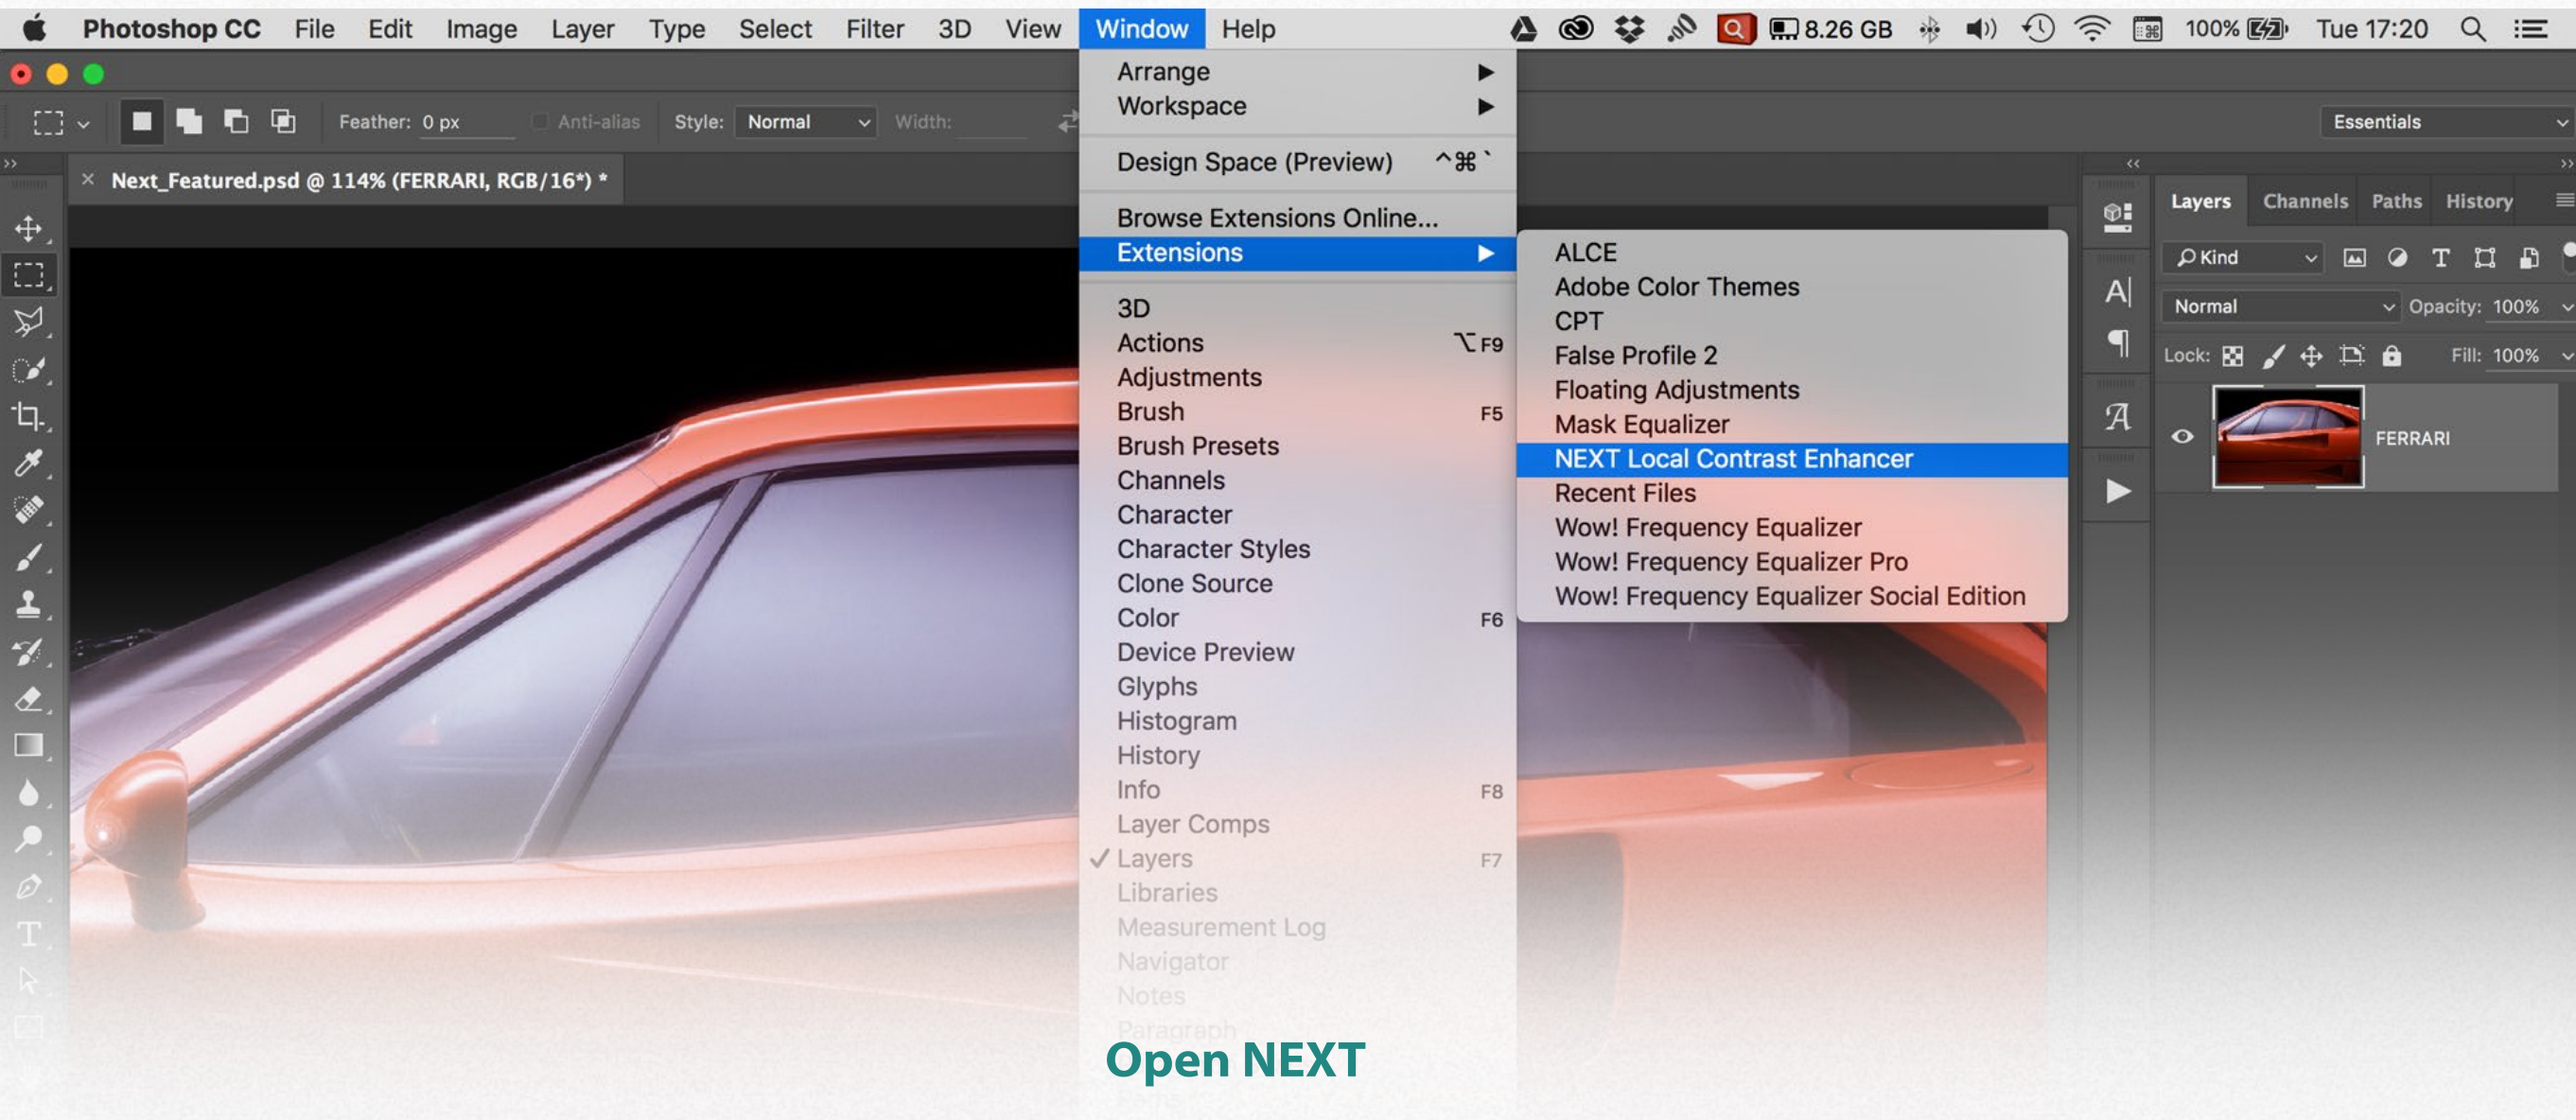 Photoshop CC File Edit Image Layer Type Select Filter 3D View Window Help 8.26 GB 100% Tue 17:20
Feather: 0 px Anti-alias Style: Normal Width: Essentials
× Next_Featured.psd @ 114% (FERRARI, RGB/16*) *
Arrange
Workspace
Design Space (Preview) ^⌘`
Browse Extensions Online...
Extensions
3D
Actions ⌥F9
Adjustments
Brush F5
Brush Presets
Channels
Character
Character Styles
Clone Source
Color F6
Device Preview
Glyphs
Histogram
History
Info F8
Layer Comps
✓ Layers F7
Libraries
Measurement Log
Navigator
Notes
Paragraph
ALCE
Adobe Color Themes
CPT
False Profile 2
Floating Adjustments
Mask Equalizer
NEXT Local Contrast Enhancer
Recent Files
Wow! Frequency Equalizer
Wow! Frequency Equalizer Pro
Wow! Frequency Equalizer Social Edition
Layers Channels Paths History
Kind
Normal Opacity: 100%
Lock: Fill: 100%
FERRARI
Open NEXT